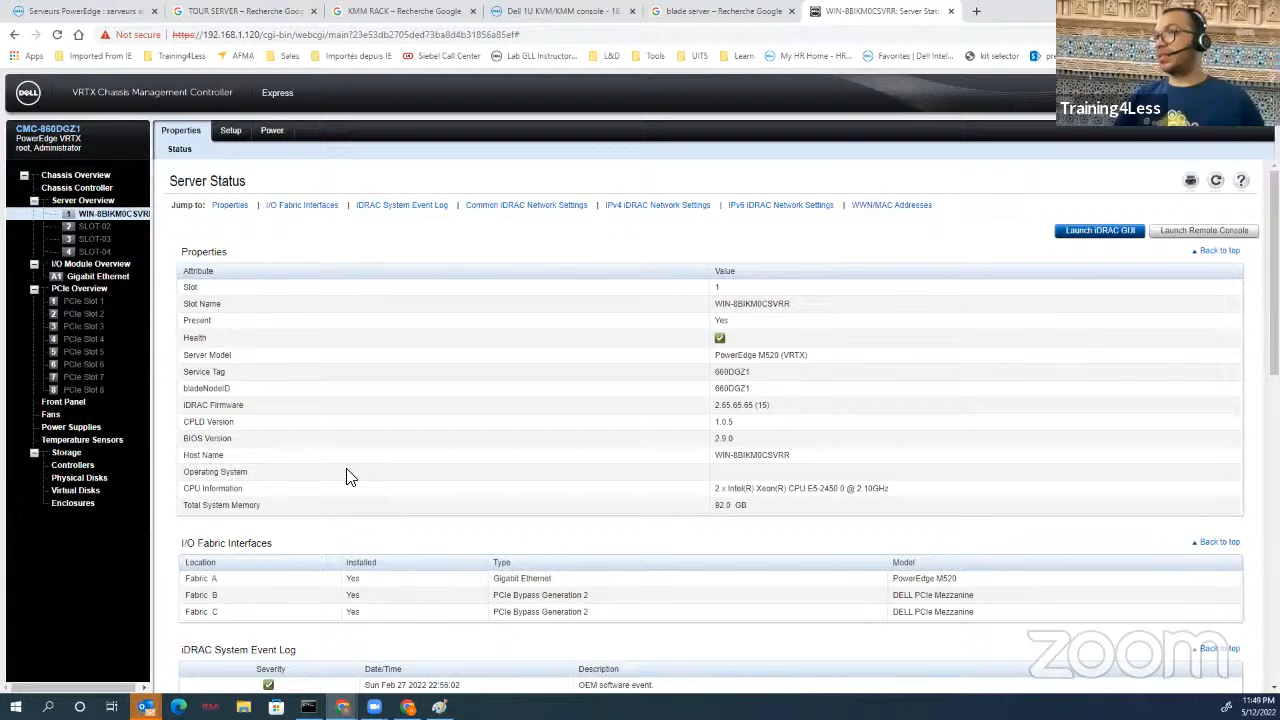 Serveurs PowerEdge : serveurs a
TOUR SERVER – Recherche Goog
KMM RACK – Recherche Google
Dell 1U KVM/KMM console - 18
blade server – Recherche Google
WIN-8BIKM0CSVRR: Server Status
Not secure
https://192.168.1.120/cgi-bin/webcgi/main?
Apps
Imported From IE
Training4Less
AFMA
Sales
Importés depuis IE
Siebel Call Center
Lab GLL Instructor...
L&D
Tools
UITS
Learn
My HR Home - HR...
Favorites | Dell Intel...
kit selector
Training4Less
DELL
VRTX Chassis Management Controller
Express
CMC-860DGZ1
PowerEdge VRTX
root, Administrator
Properties
Setup
Power
Status
Chassis Overview
Chassis Controller
Server Overview
1 WIN-8BIKM0CSVRR
2 SLOT-02
3 SLOT-03
4 SLOT-04
I/O Module Overview
A1 Gigabit Ethernet
PCIe Overview
1 PCIe Slot 1
2 PCIe Slot 2
3 PCIe Slot 3
4 PCIe Slot 4
5 PCIe Slot 5
6 PCIe Slot 6
7 PCIe Slot 7
8 PCIe Slot 8
Front Panel
Fans
Power Supplies
Temperature Sensors
Storage
Controllers
Physical Disks
Virtual Disks
Enclosures
Server Status
Jump to: Properties | I/O Fabric Interfaces | iDRAC System Event Log | Common iDRAC Network Settings | IPv4 iDRAC Network Settings | IPv6 iDRAC Network Settings | WWN/MAC Addresses
Launch iDRAC GUI
Launch Remote Console
Properties
Back to top
Attribute Value
Slot 1
Slot Name WIN-8BIKM0CSVRR
Present Yes
Health
Server Model PowerEdge M520 (VRTX)
Service Tag 660DGZ1
bladeNodeID 660DGZ1
iDRAC Firmware 2.65.65.65 (15)
CPLD Version 1.0.5
BIOS Version 2.9.0
Host Name WIN-8BIKM0CSVRR
Operating System
CPU Information 2 x Intel(R) Xeon(R) CPU E5-2450 0 @ 2.10GHz
Total System Memory 92.0 GB
I/O Fabric Interfaces
Back to top
Location Installed Type Model
Fabric A Yes Gigabit Ethernet PowerEdge M520
Fabric B Yes PCIe Bypass Generation 2 DELL PCIe Mezzanine
Fabric C Yes PCIe Bypass Generation 2 DELL PCIe Mezzanine
iDRAC System Event Log
Back to top
zoom
Severity Date/Time Description
Sun Feb 27 2022 22:56:02 OEM software event.
11:49 PM
5/12/2022